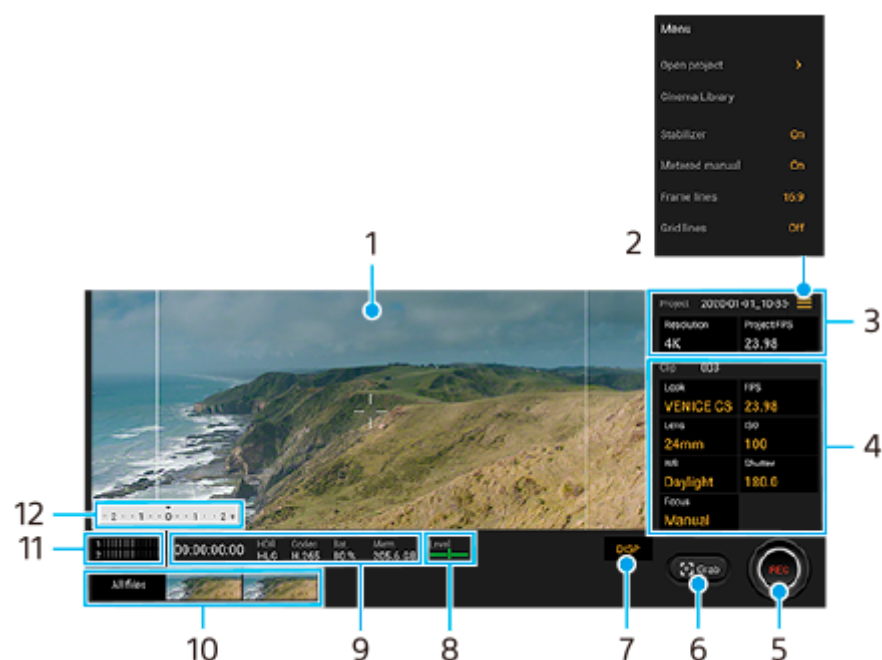 Menu
Open project >
Cinema Library
Stabilizer On
Metered manual On
Frame lines 16:9
Grid lines Off
1
2
3
Project 2020-01-01_10-35-
Resolution Project FPS
4K 23.98
Clip 003
Look FPS
VENICE CS 23.98
Lens ISO
24mm 100
WB Shutter
Daylight 180.0
Focus
Manual
4
12
- 2 · · 1 · · 0 · · 1 · · 2 +
11
00:00:00:00 HDR Codec Bat. Mem. Level
HLG H.265 80% 205.6 GB
DISP
Grab
REC
All files
10 9 8 7 6 5